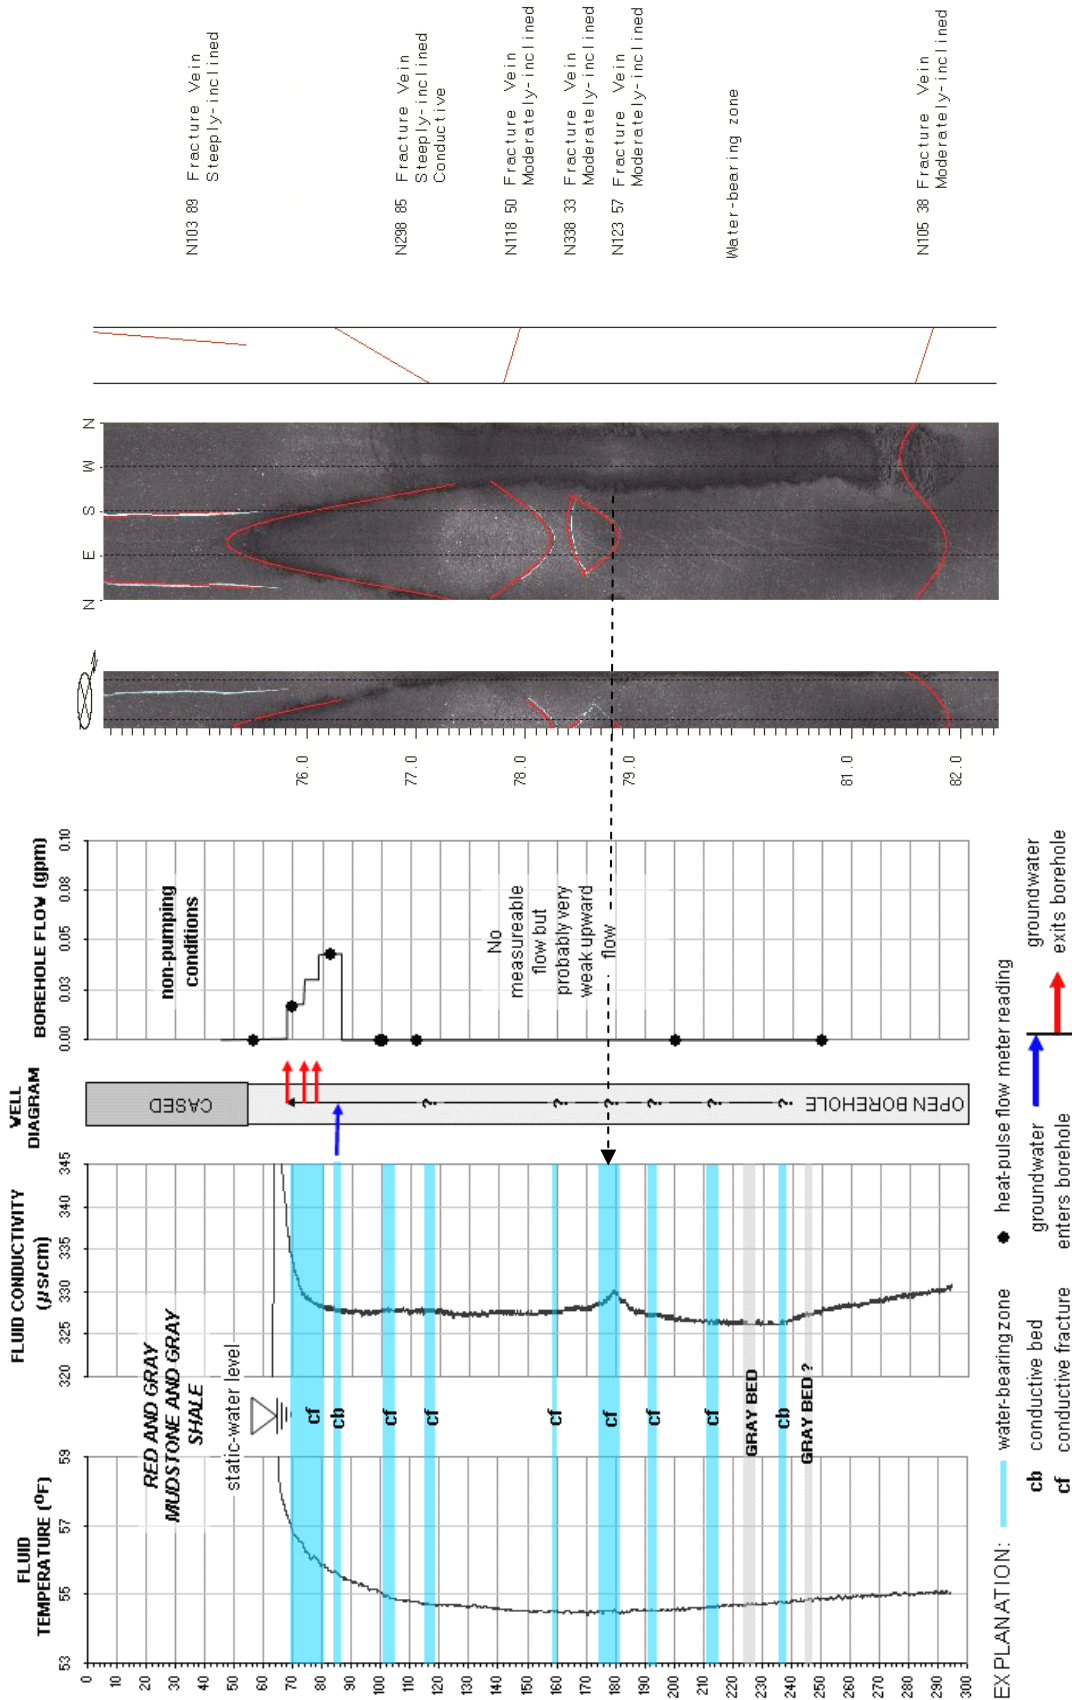 N103 89 Fracture Vein
Steeply-inclined
N298 85 Fracture Vein
Steeply-inclined
Conductive
N118 50 Fracture Vein
Moderately-inclined
N338 33 Fracture Vein
Moderately-inclined
N123 57 Fracture Vein
Moderately-inclined
Water-bearing zone
N105 38 Fracture Vein
Moderately-inclined
N
W
S
E
N
76.0
77.0
78.0
79.0
81.0
82.0
BOREHOLE FLOW (gpm)
0.10
0.08
0.05
0.03
0.00
non-pumping
conditions
No
measureable
flow but
probably very
weak upward
flow
WELL
DIAGRAM
CASED
OPEN BOREHOLE
?
?
?
?
?
?
FLUID CONDUCTIVITY
(µS/cm)
345
340
335
330
325
320
RED AND GRAY
MUDSTONE AND GRAY
SHALE
static-water level
cf
cb
cf
cf
cf
cf
cf
cf
GRAY BED
cb
GRAY BED ?
FLUID
TEMPERATURE (ºF)
59
57
55
53
0
10
20
30
40
50
60
70
80
90
100
110
120
130
140
150
160
170
180
190
200
210
220
230
240
250
260
270
280
290
300
EXPLANATION:
water-bearing zone
heat-pulse flow meter reading
cb conductive bed
cf conductive fracture
groundwater
enters borehole
groundwater
exits borehole